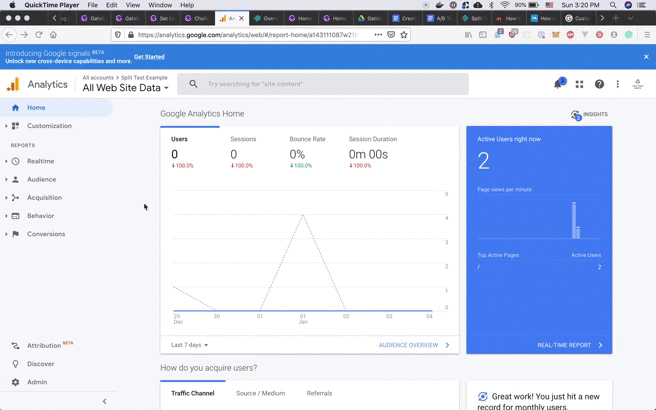 QuickTime Player File Edit View Window Help
90% Sun 3:20 PM
https://analytics.google.com/analytics/web/#/report-home/a143111087w21
Introducing Google signals BETA
Unlock new cross-device capabilities and more. Get Started
Analytics
All accounts > Split Test Example
All Web Site Data
Try searching for "site content"
Home
Customization
REPORTS
Realtime
Audience
Acquisition
Behavior
Conversions
Attribution BETA
Discover
Admin
Google Analytics Home
INSIGHTS
Users
0
100.0%
Sessions
0
100.0%
Bounce Rate
0%
100.0%
Session Duration
0m 00s
100.0%
5
4
3
2
1
0
29
Dec
30
31
01
Jan
02
03
04
Last 7 days
AUDIENCE OVERVIEW
Active Users right now
2
Page views per minute
Top Active Pages
Active Users
/
2
REAL-TIME REPORT
How do you acquire users?
Traffic Channel
Source / Medium
Referrals
Great work! You just hit a new
record for monthly users.